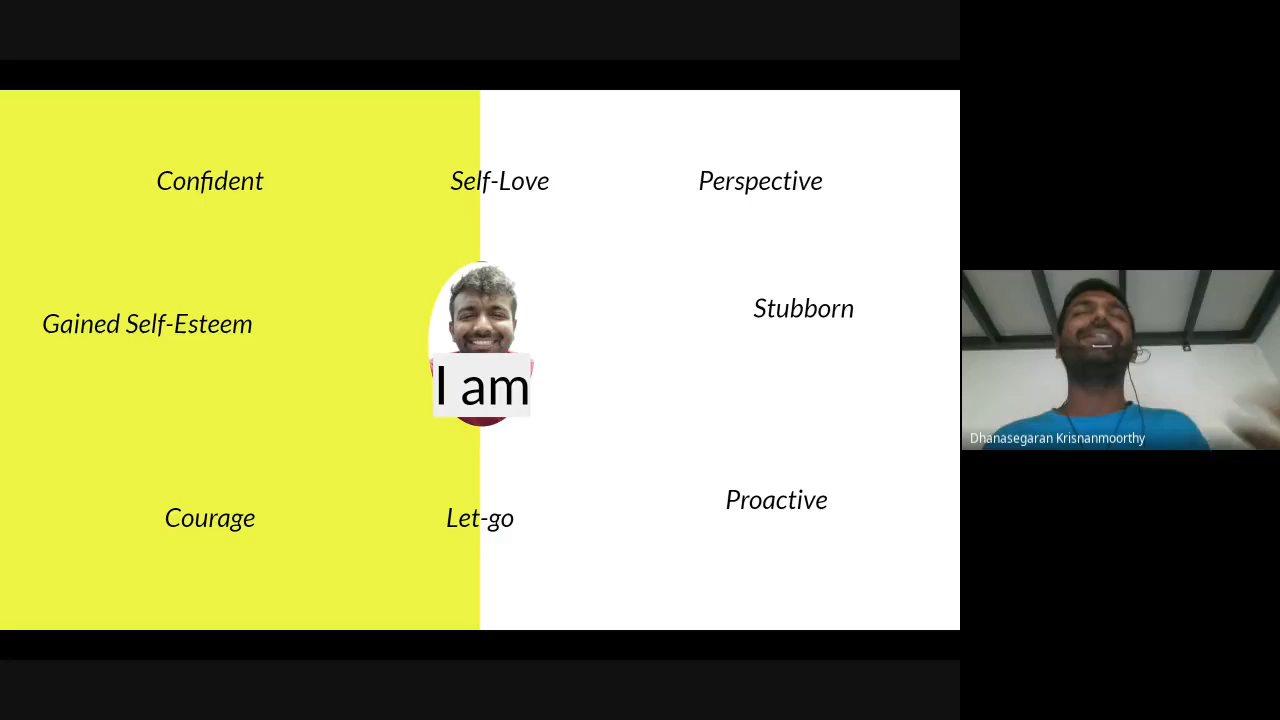 Confident
Self-Love
Perspective
Gained Self-Esteem
Stubborn
I am
Courage
Let-go
Proactive
Dhanasegaran Krisnanmoorthy